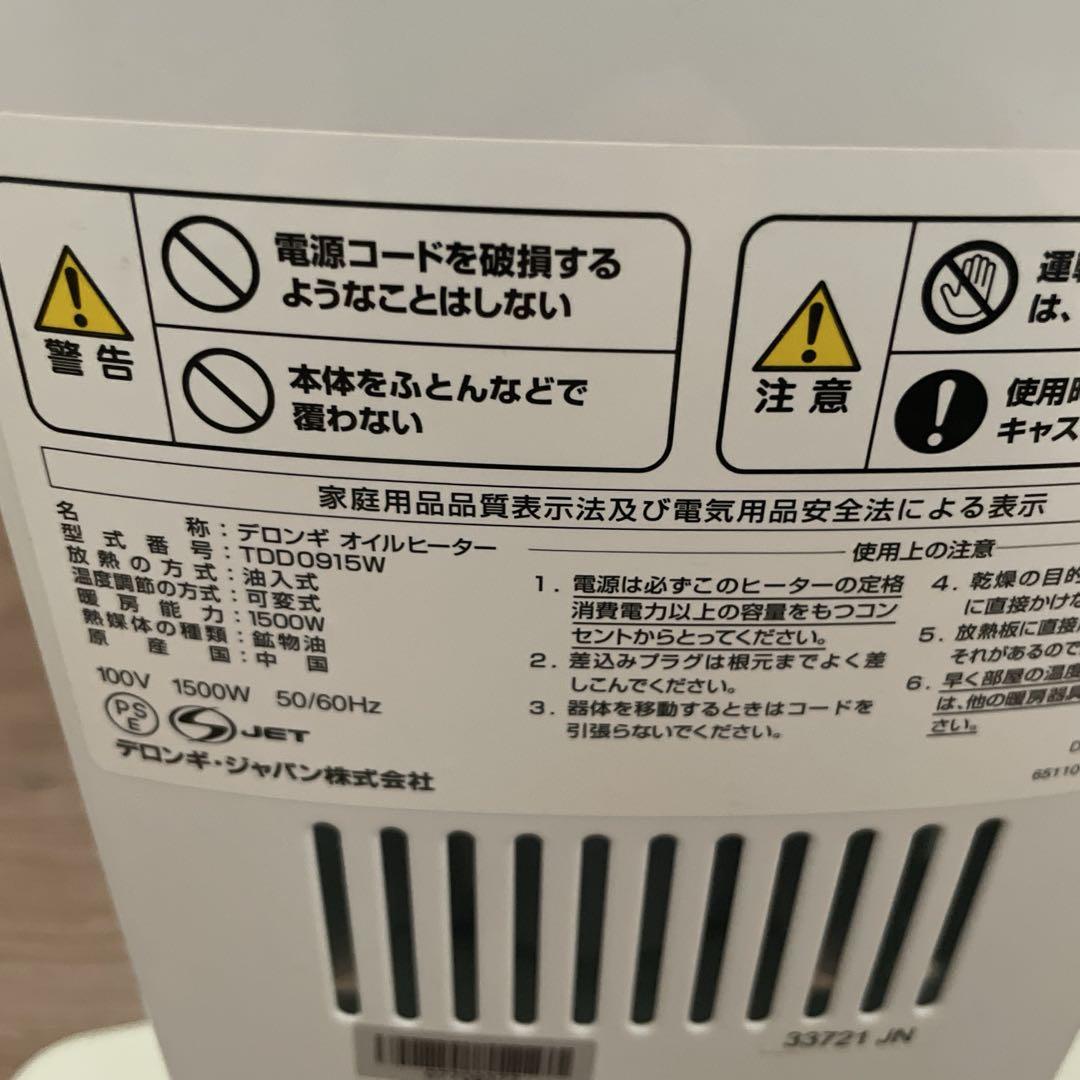 電源コードを破損する
ようなことはしない
警告
本体をふとんなどで
覆わない
運転
は、
注意
使用時
キャス
家庭用品品質表示法及び電気用品安全法による表示
名称：デロンギ オイルヒーター
型式番号：TDD0915W
放熱の方式：油入式
温度調節の方式：可変式
暖房能力：1500W
熱媒体の種類：鉱物油
原産国：中国
100V 1500W 50/60Hz
PSE
JET
デロンギ・ジャパン株式会社
使用上の注意
1. 電源は必ずこのヒーターの定格
消費電力以上の容量をもつコン
セントからとってください。
2. 差込みプラグは根元までよく差
しこんでください。
3. 器体を移動するときはコードを
引張らないでください。
4. 乾燥の目的
に直接かけな
5. 放熱板に直接
それがあるので
6. 早く部屋の温度
は、他の暖房器具
さい。
D
65110
33721 JN